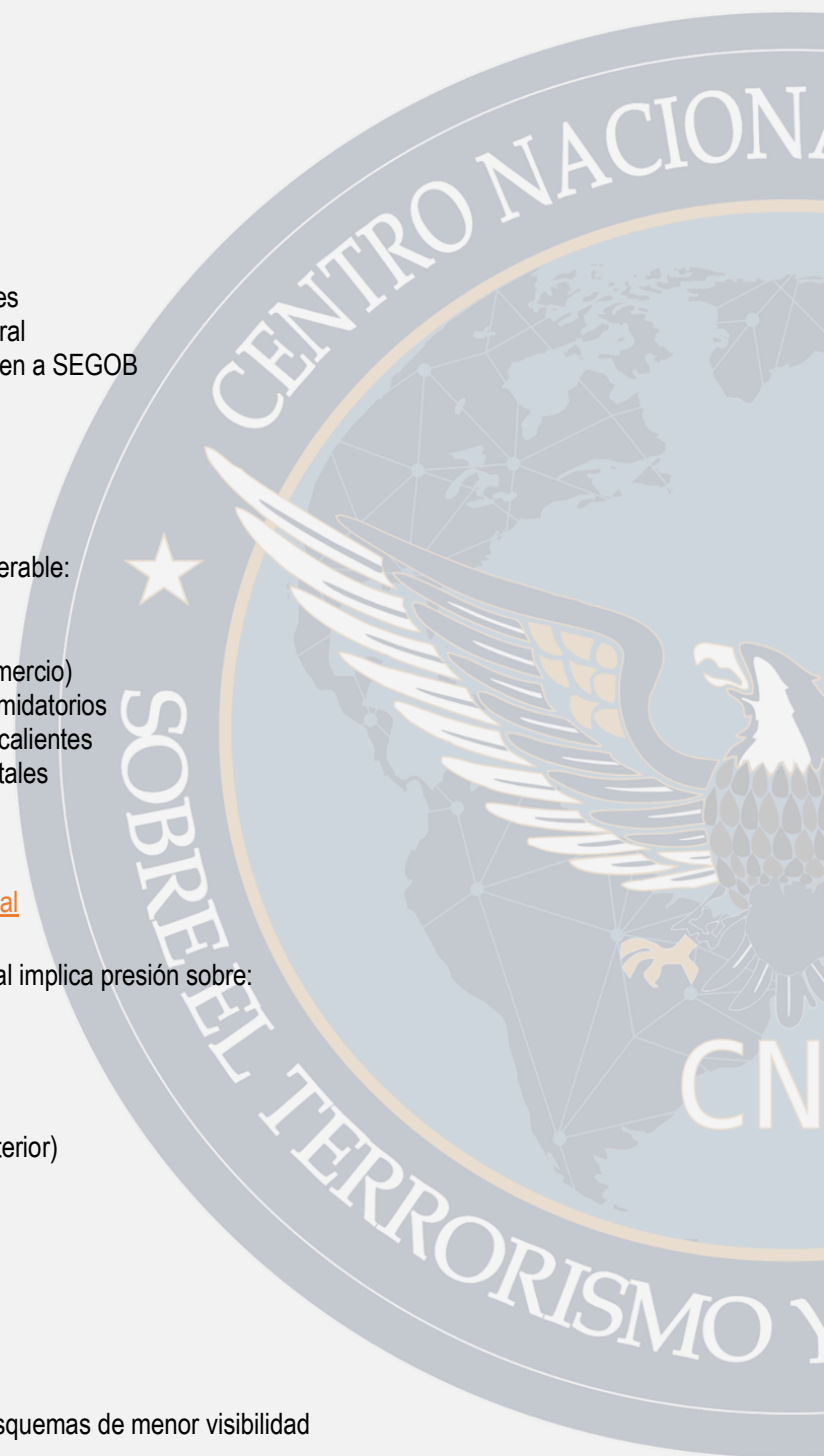 es
ral
en a SEGOB
erable:
mercio)
midatorios
calientes
tales
al
al implica presión sobre:
terior)
squemas de menor visibilidad
CENTRO NACIONA
SOBRE EL TERRORISMO Y
CN